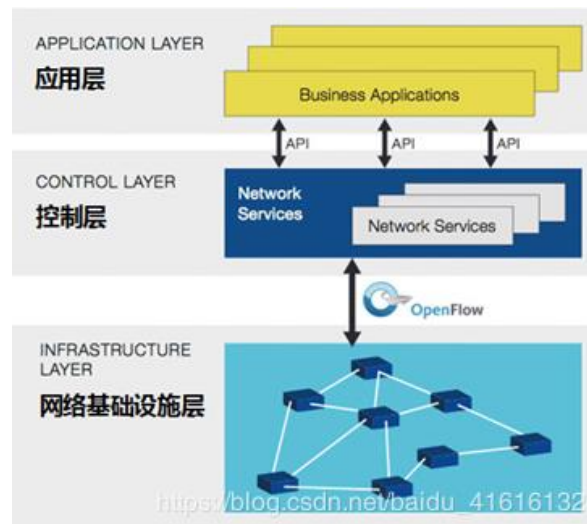 APPLICATION LAYER
应用层
Business Applications
API
API
API
CONTROL LAYER
控制层
Network
Services
Network Services
OpenFlow
INFRASTRUCTURE
LAYER
网络基础设施层
https://blog.csdn.net/baidu_41616132